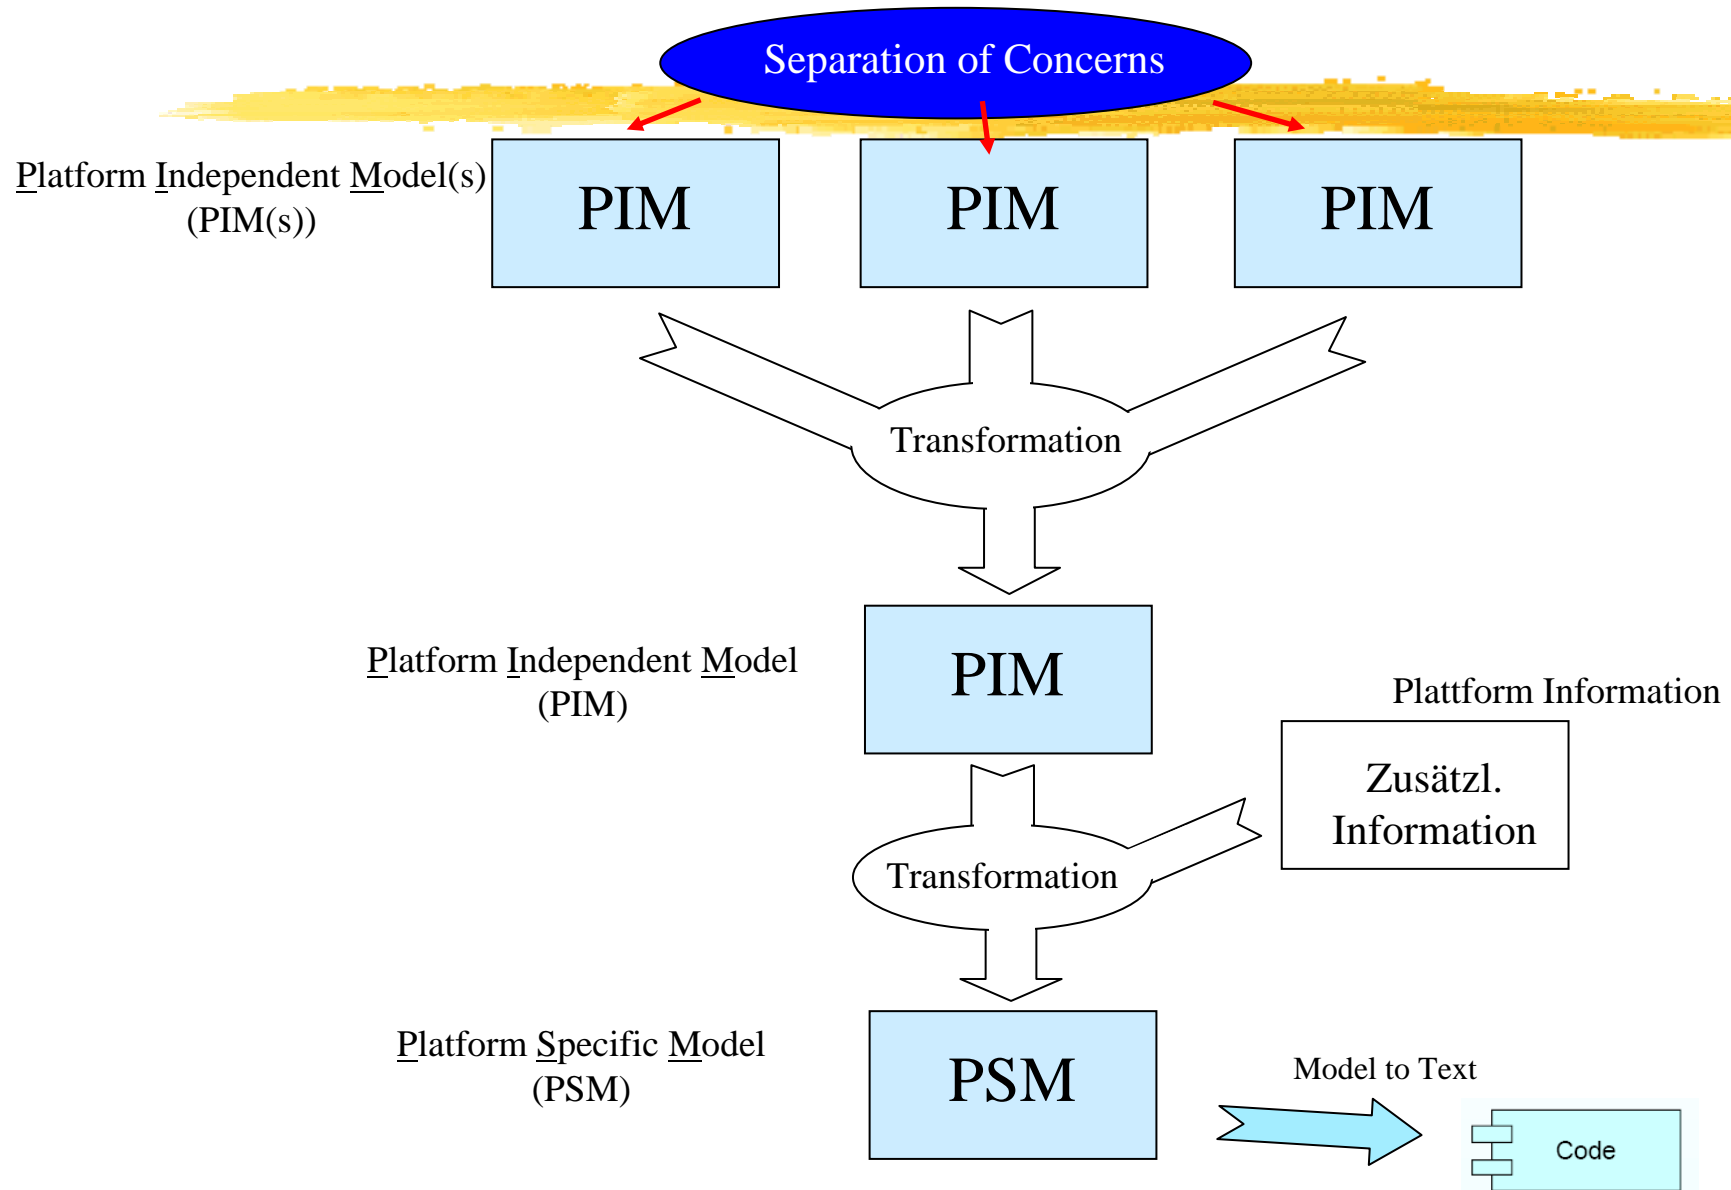 Separation of Concerns
Platform Independent Model(s)
(PIM(s))
PIM
PIM
PIM
Transformation
Platform Independent Model
(PIM)
PIM
Plattform Information
Zusätzl.
Information
Transformation
Platform Specific Model
(PSM)
PSM
Model to Text
Code